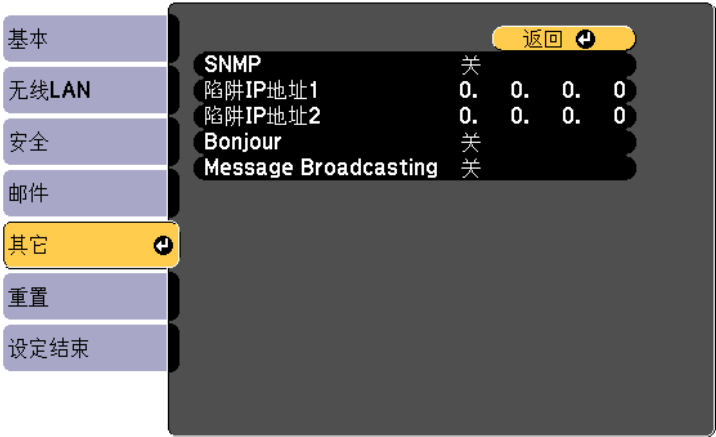 基本
无线LAN
安全
邮件
其它
重置
设定结束
返回
SNMP 关
陷阱IP地址1 0. 0. 0. 0
陷阱IP地址2 0. 0. 0. 0
Bonjour 关
Message Broadcasting 关